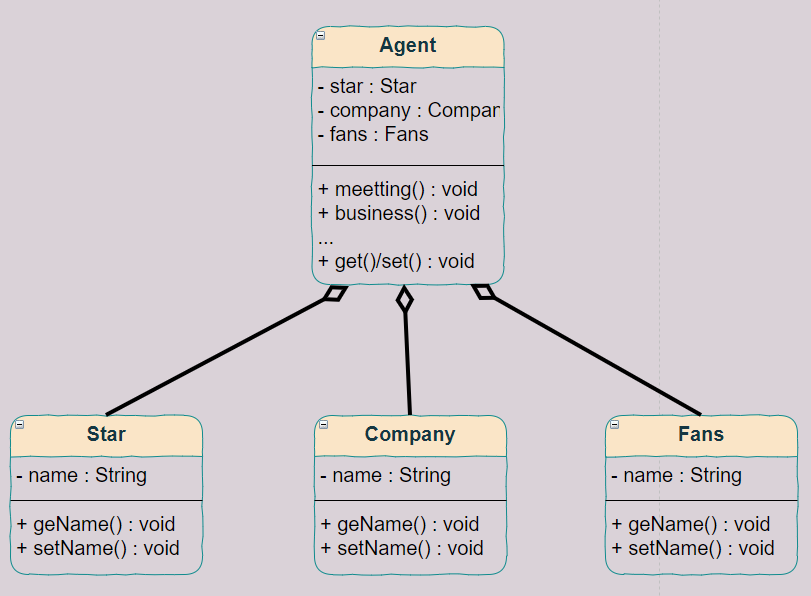 Agent
- star : Star
- company : Compar
- fans : Fans
+ meetting() : void
+ business() : void
...
+ get()/set() : void
Star
- name : String
+ geName() : void
+ setName() : void
Company
- name : String
+ geName() : void
+ setName() : void
Fans
- name : String
+ geName() : void
+ setName() : void